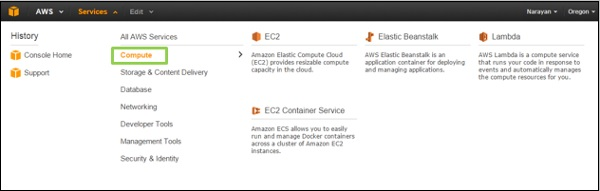 AWS Services Edit Narayan Oregon
History
Console Home
Support
All AWS Services
Compute
Storage & Content Delivery
Database
Networking
Developer Tools
Management Tools
Security & Identity
EC2
Amazon Elastic Compute Cloud
(EC2) provides resizable compute
capacity in the cloud.
EC2 Container Service
Amazon ECS allows you to easily
run and manage Docker containers
across a cluster of Amazon EC2
instances.
Elastic Beanstalk
AWS Elastic Beanstalk is an
application container for deploying
and managing applications.
Lambda
AWS Lambda is a compute service
that runs your code in response to
events and automatically manages
the compute resources for you.